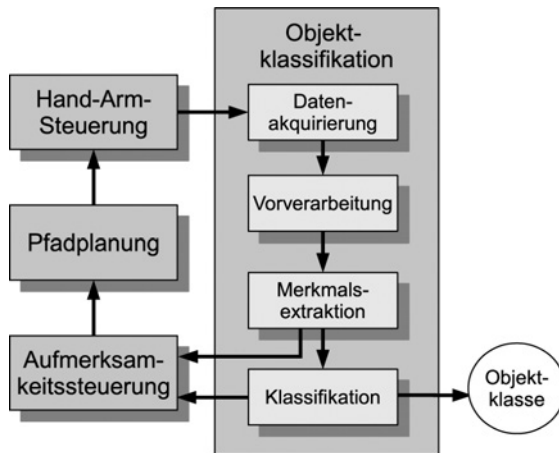 Objekt-
klassifikation
Hand-Arm-
Steuerung
Daten-
akquirierung
Vorverarbeitung
Pfadplanung
Merkmals-
extraktion
Aufmerksam-
keitssteuerung
Klassifikation
Objekt-
klasse